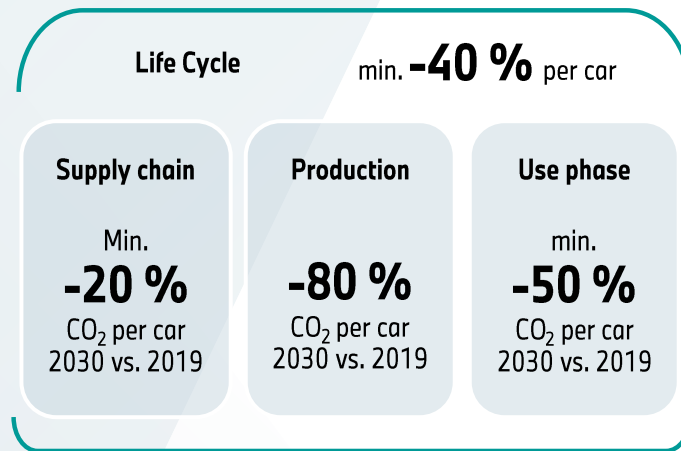 Life Cycle min. -40 % per car
Supply chain
Min.
-20 %
CO₂ per car
2030 vs. 2019
Production
-80 %
CO₂ per car
2030 vs. 2019
Use phase
min.
-50 %
CO₂ per car
2030 vs. 2019